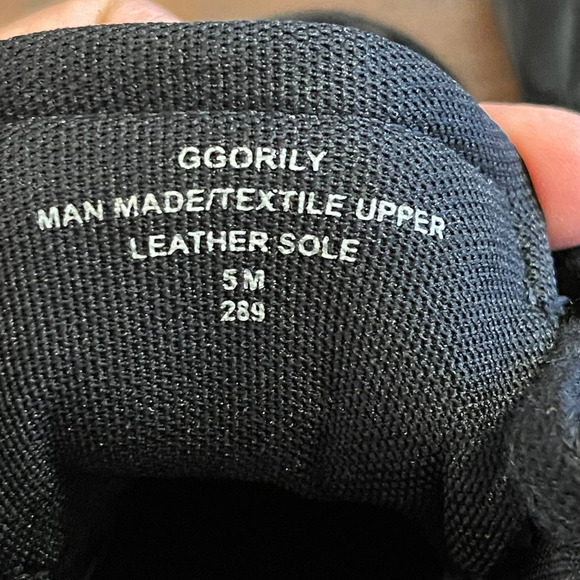 GGORILY
MAN MADE/TEXTILE UPPER
LEATHER SOLE
5 M
289